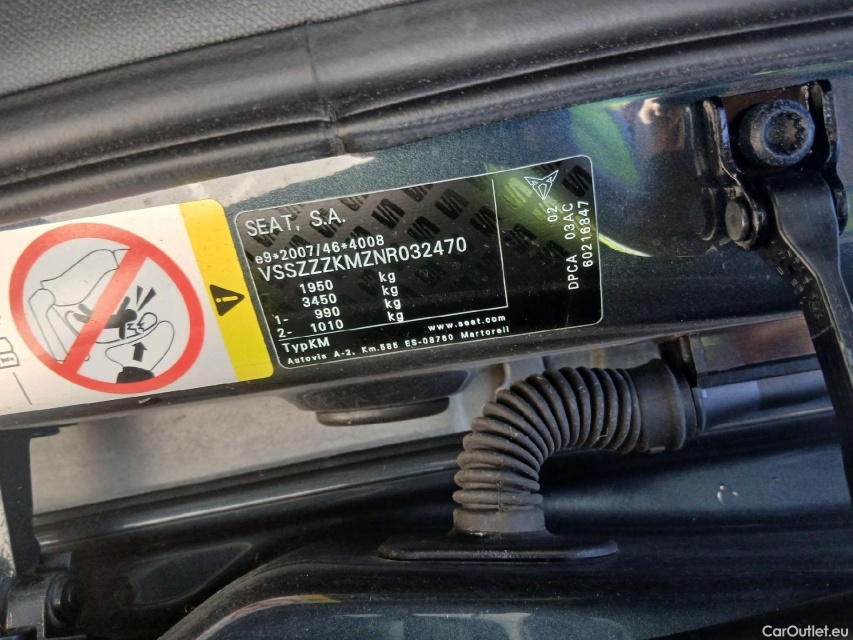 SEAT, S.A.
e9*2007/46*4008
VSSZZZKMZNR032470
1950 kg
3450 kg
1- 990 kg
2- 1010 kg
TypKM
www.seat.com
Autovia A-2, Km.585 ES-08760 Martorell
02
DPCA 03AC
60216847
CarOutlet.eu